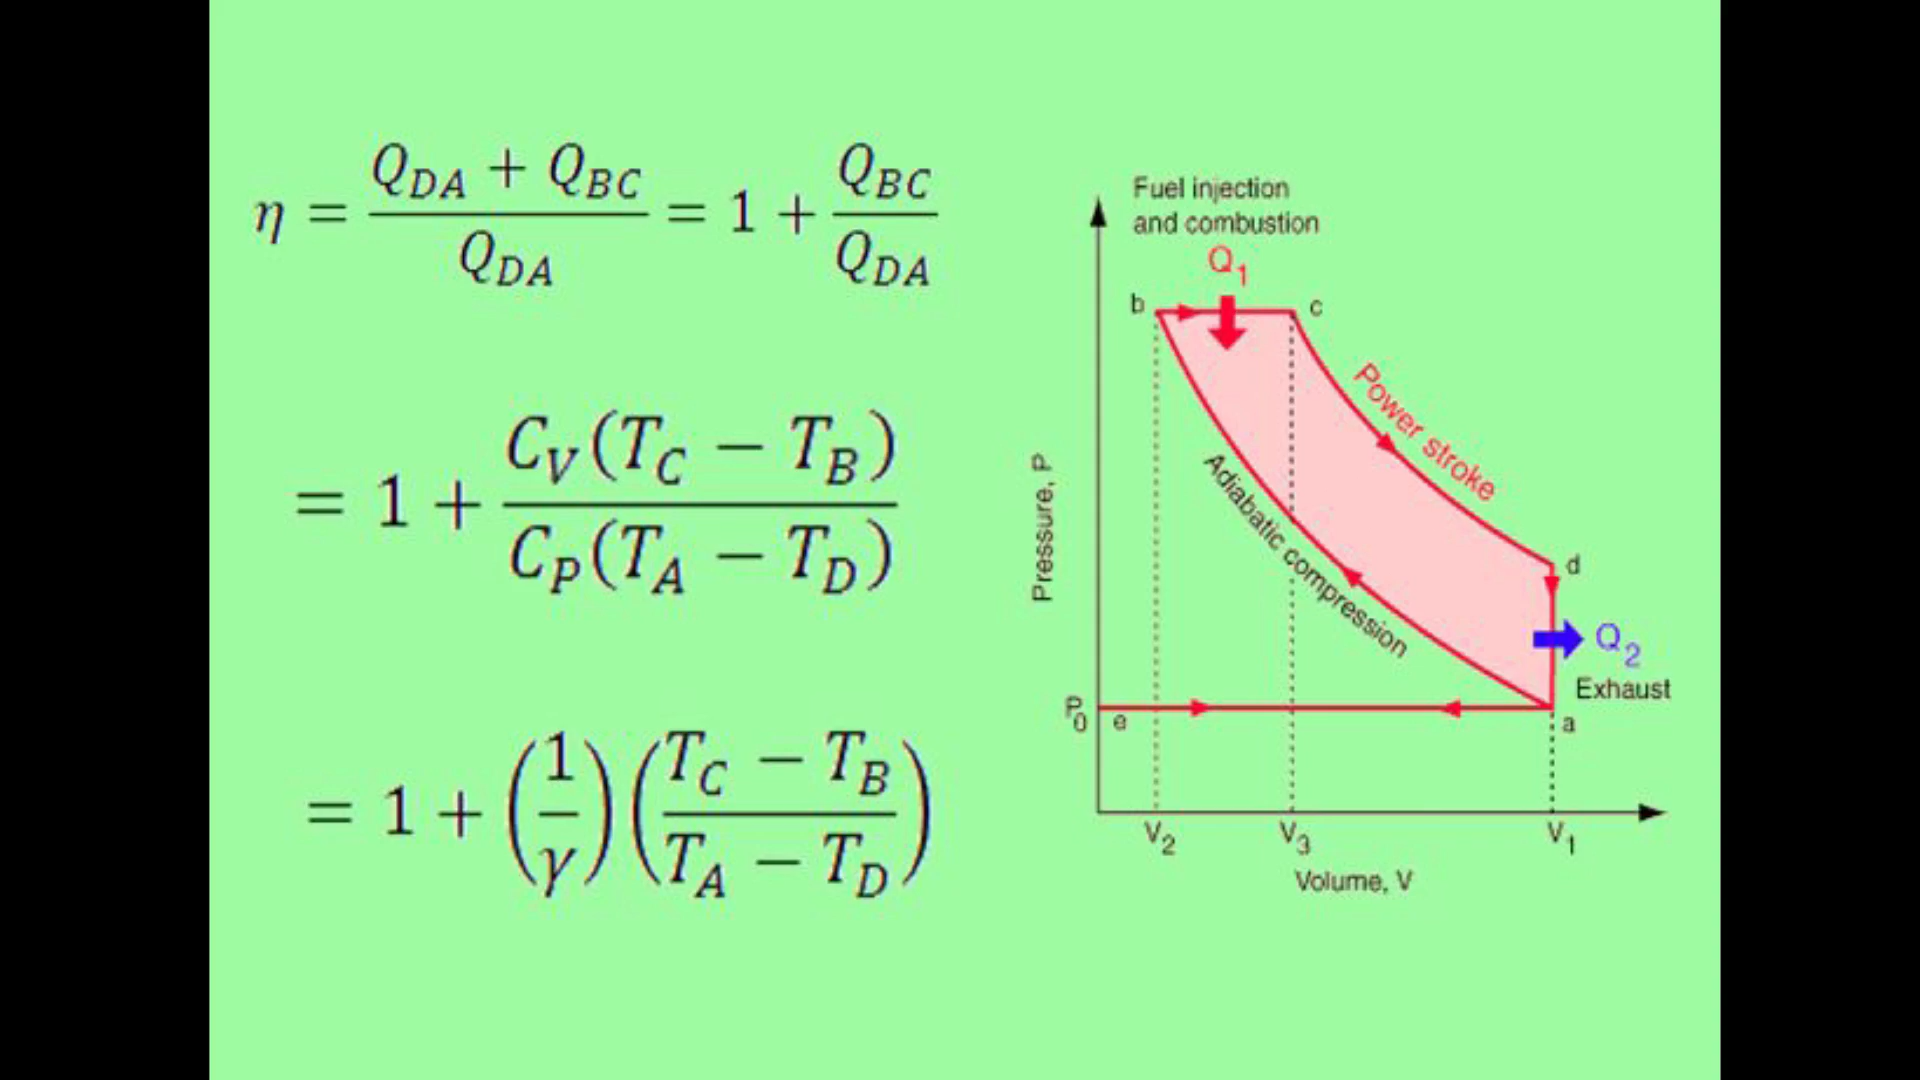 η = (Q_DA + Q_BC) / Q_DA = 1 + Q_BC / Q_DA
= 1 + C_V(T_C − T_B) / C_P(T_A − T_D)
= 1 + (1/γ)((T_C − T_B) / (T_A − T_D))
Fuel injection
and combustion
Q₁
b
c
Power stroke
Adiabatic compression
Pressure, P
d
Q₂
Exhaust
P₀
e
a
V₂
V₃
V₁
Volume, V